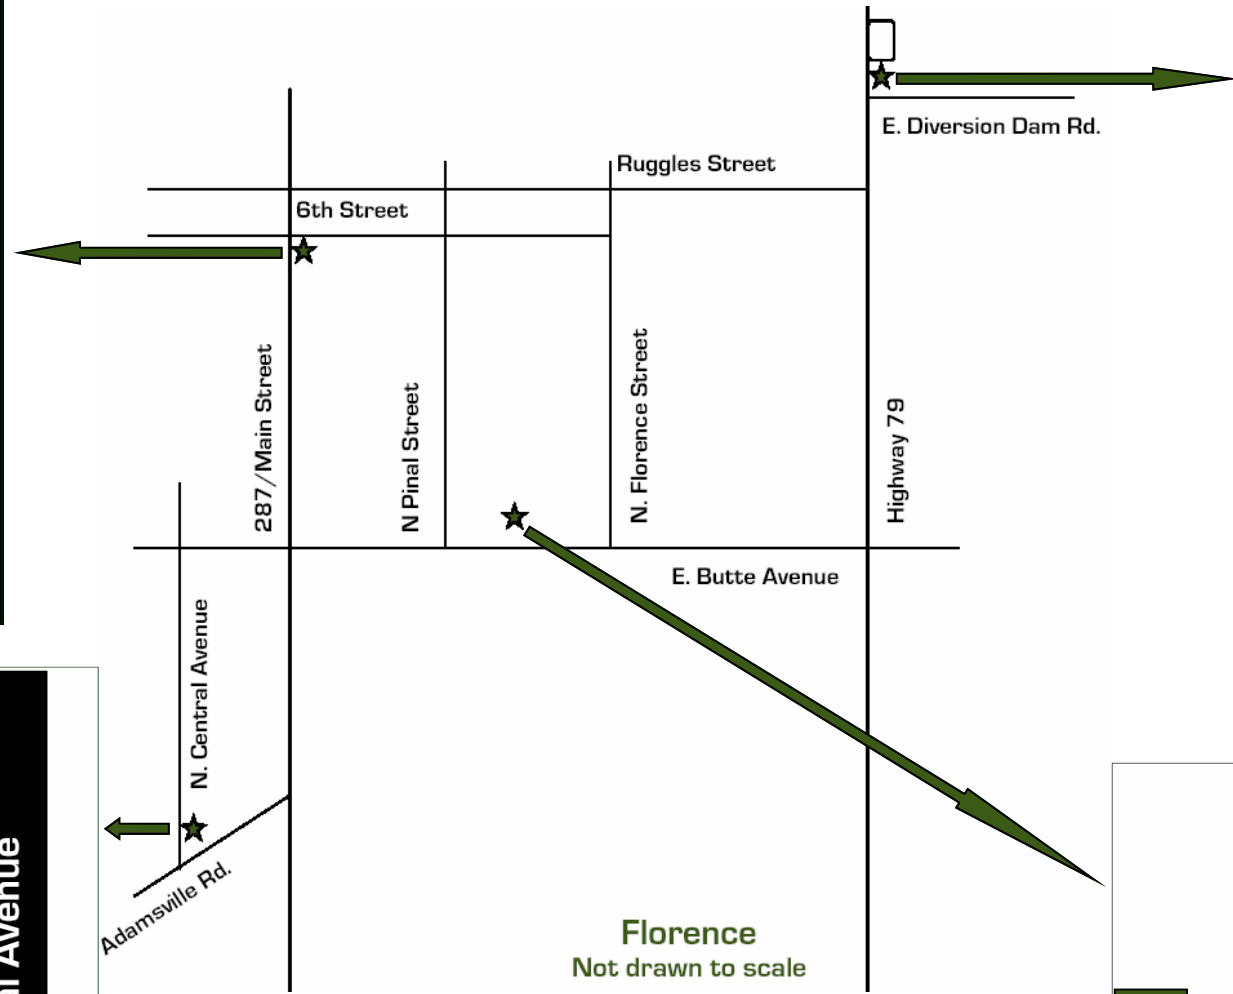 E. Diversion Dam Rd.
Ruggles Street
6th Street
287/Main Street
N Pinal Street
N. Florence Street
Highway 79
E. Butte Avenue
N. Central Avenue
Adamsville Rd.
Avenue
Florence
Not drawn to scale